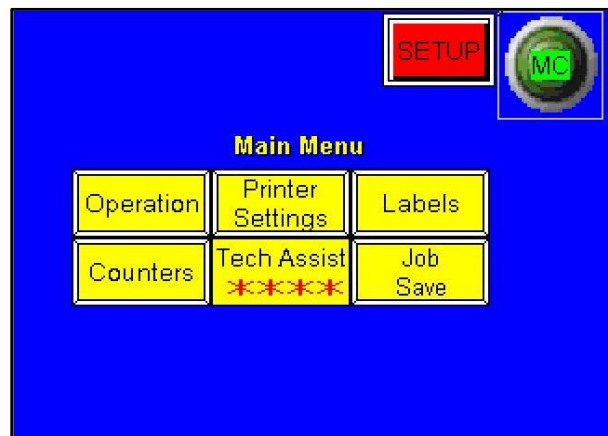 SETUP
MC
Main Menu
Operation
Printer
Settings
Labels
Counters
Tech Assist
****
Job
Save